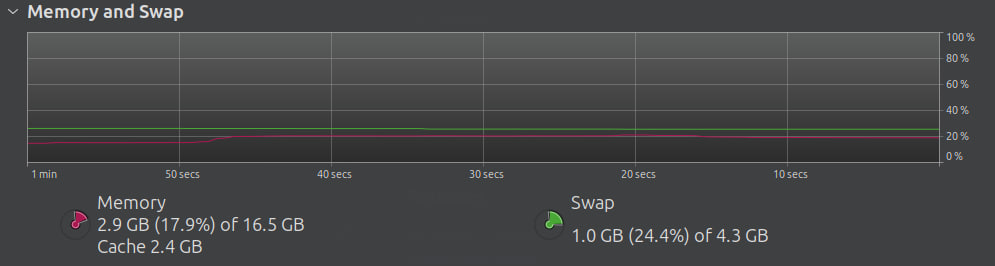 Memory and Swap
100 %
80 %
60 %
40 %
20 %
0 %
1 min
50 secs
40 secs
30 secs
20 secs
10 secs
Memory
2.9 GB (17.9%) of 16.5 GB
Cache 2.4 GB
Swap
1.0 GB (24.4%) of 4.3 GB